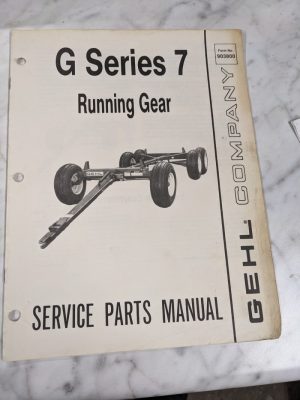 G Series 7
Running Gear
Form No.
903900
GEHL COMPANY
SERVICE PARTS MANUAL